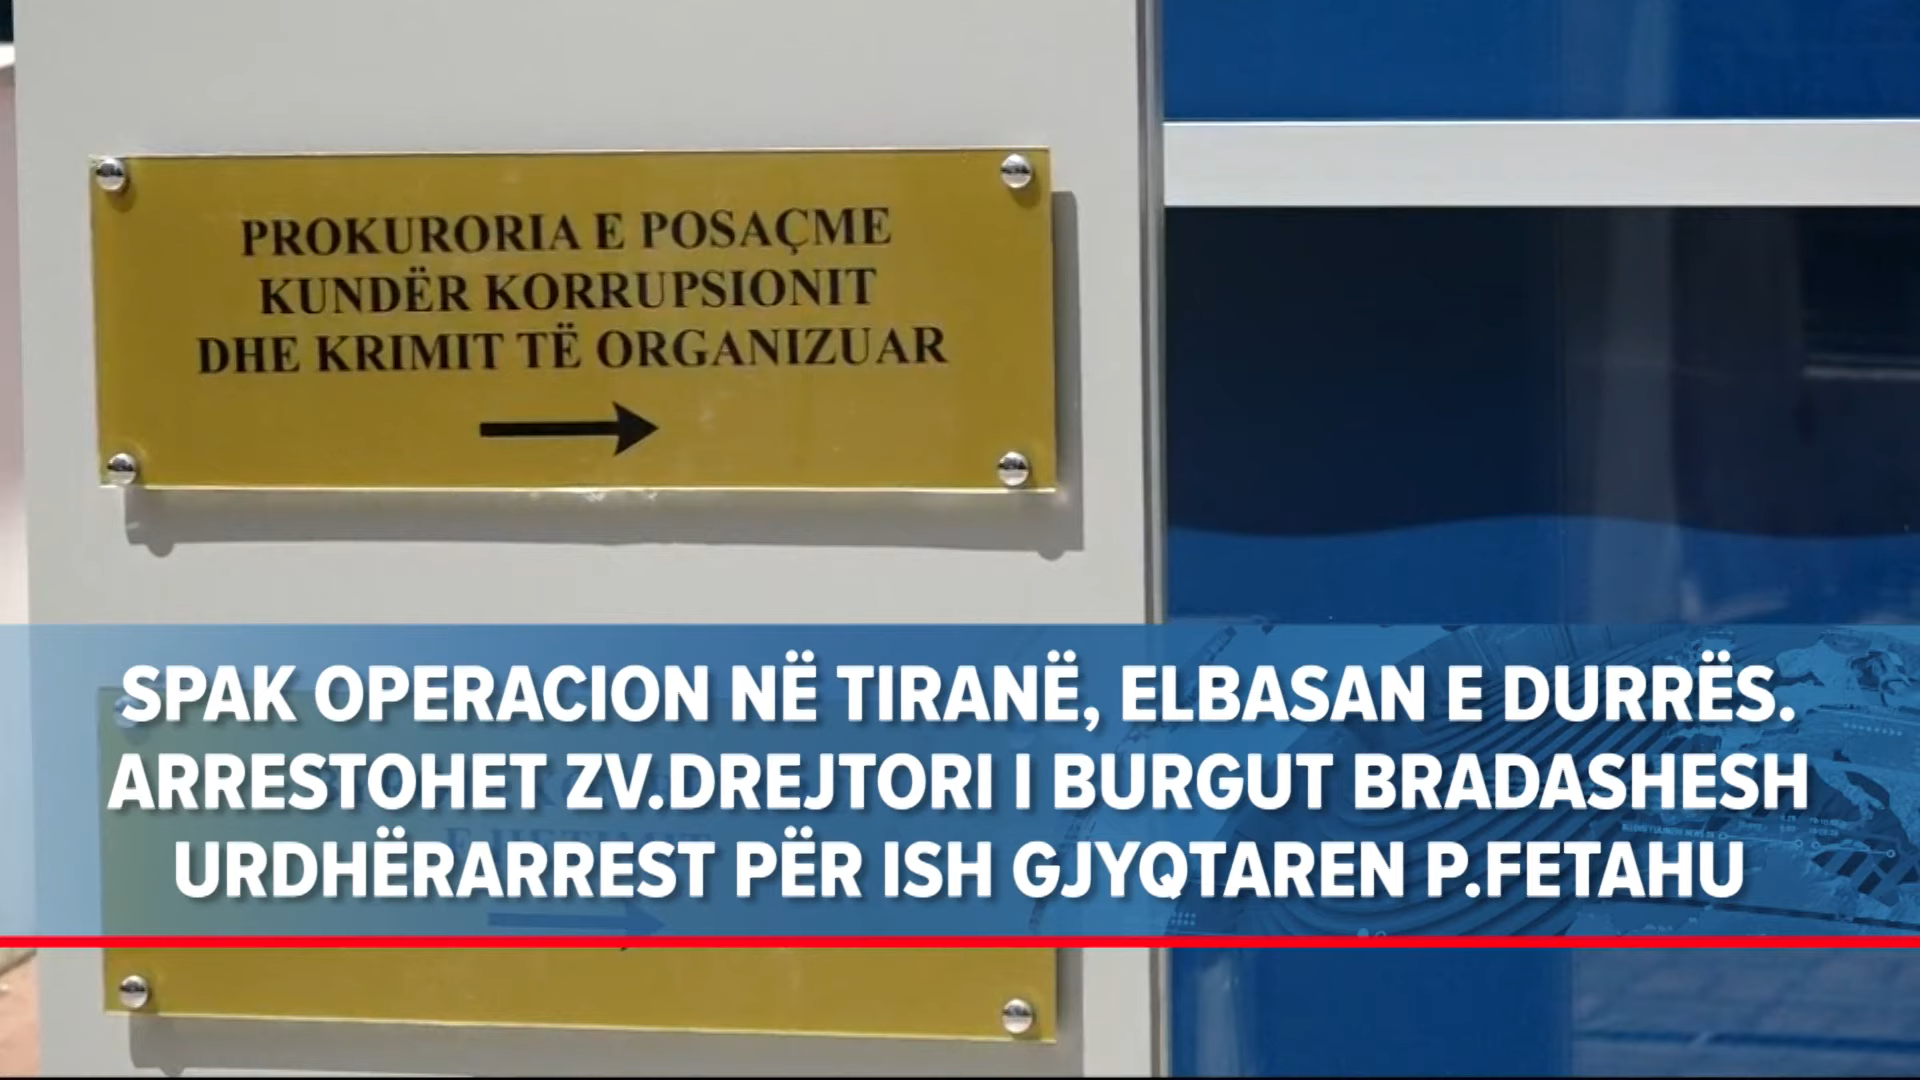 PROKURORIA E POSAÇME
KUNDËR KORRUPSIONIT
DHE KRIMIT TË ORGANIZUAR
SPAK OPERACION NË TIRANË, ELBASAN E DURRËS.
ARRESTOHET ZV.DREJTORI I BURGUT BRADASHESH
URDHËRARREST PËR ISH GJYQTAREN P.FETAHU